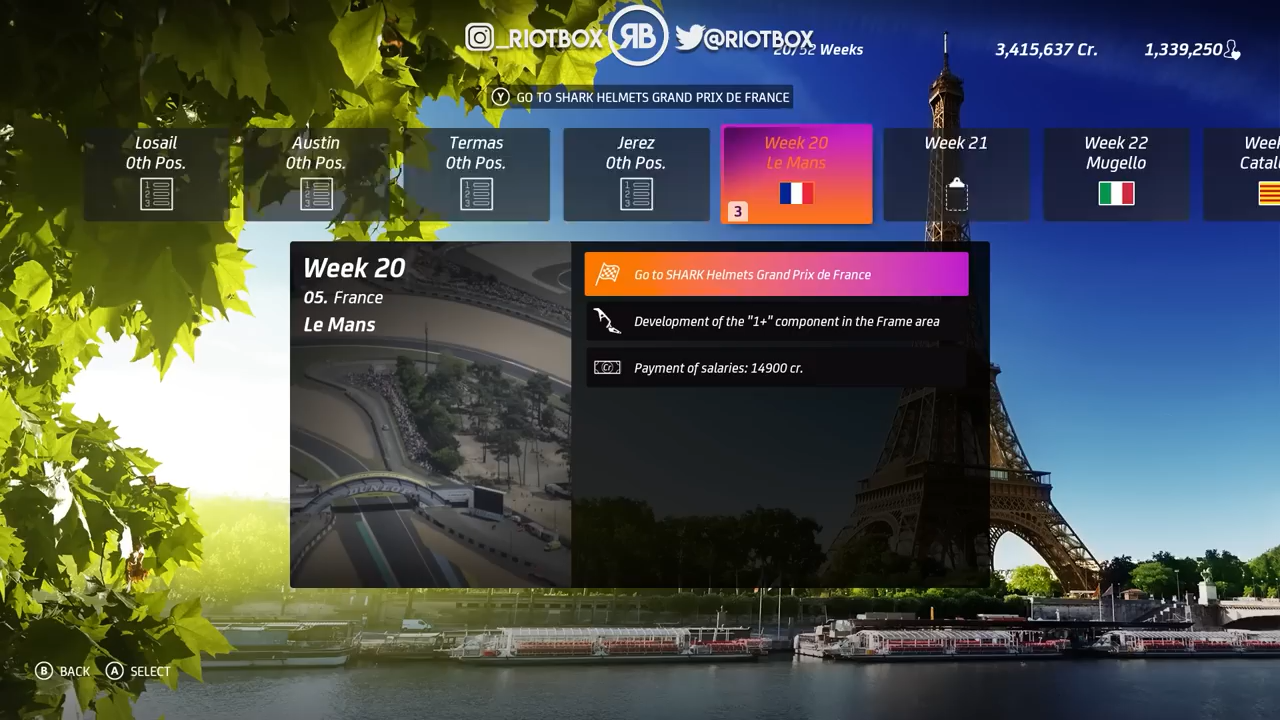 _RIOTBOX RB @RIOTBOX
20/52 Weeks
3,415,637 Cr.
1,339,250
Y GO TO SHARK HELMETS GRAND PRIX DE FRANCE
Losail
0th Pos.
Austin
0th Pos.
Termas
0th Pos.
Jerez
0th Pos.
Week 20
Le Mans
3
Week 21
Week 22
Mugello
Week
Catal
Week 20
05. France
Le Mans
Go to SHARK Helmets Grand Prix de France
Development of the "1+" component in the Frame area
Payment of salaries: 14900 cr.
DUNLOP
B BACK
A SELECT